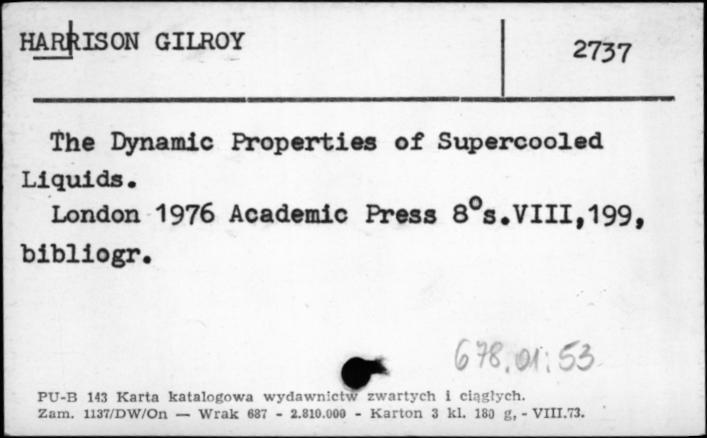 HARRISON GILROY
2737
The Dynamic Properties of Supercooled
Liquids.
London 1976 Academic Press 8°s.VIII,199,
bibliogr.
678.01:53
PU-B 143 Karta katalogowa wydawnictw zwartych i ciągłych.
Zam. 1137/DW/On — Wrak 687 - 2.810.000 - Karton 3 kl. 180 g, - VIII.73.